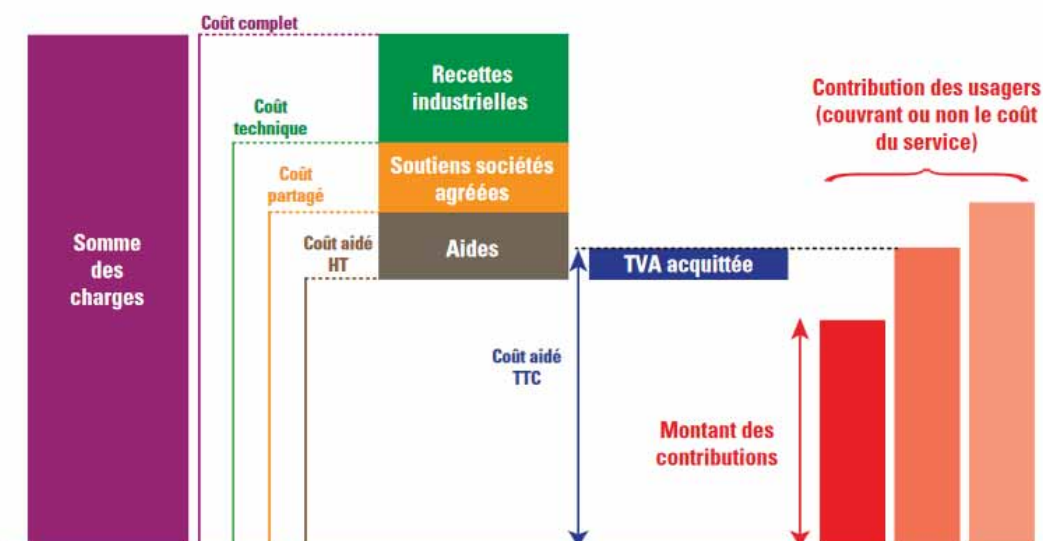 Coût complet
Somme
des
charges
Coût
technique
Coût
partagé
Coût aidé
HT
Recettes
industrielles
Soutiens sociétés
agréées
Aides
TVA acquittée
Coût aidé
TTC
Contribution des usagers
(couvrant ou non le coût
du service)
Montant des
contributions